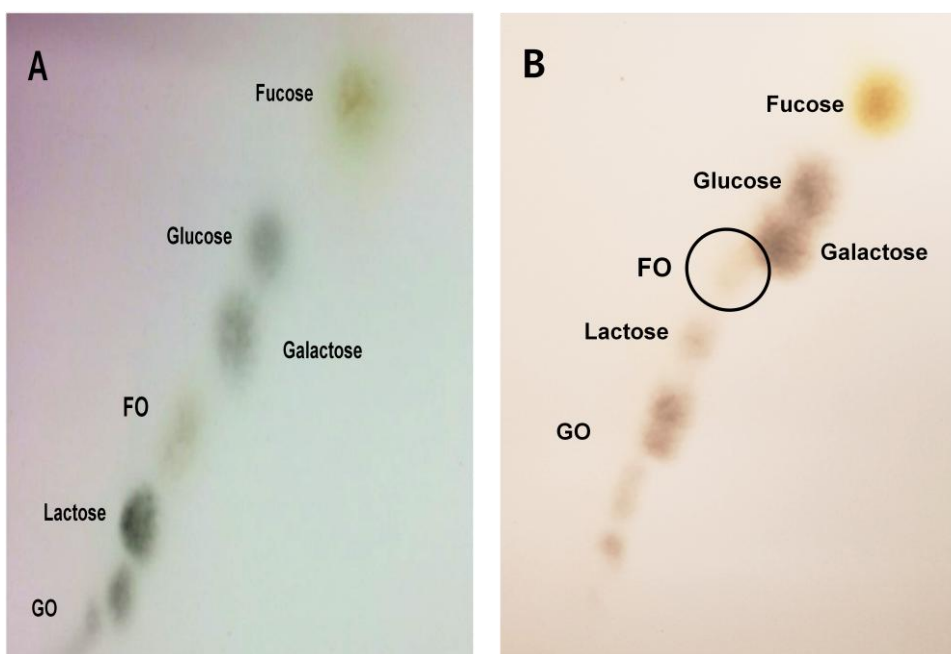 A
Fucose
Glucose
Galactose
FO
Lactose
GO
B
Fucose
Glucose
Galactose
FO
Lactose
GO